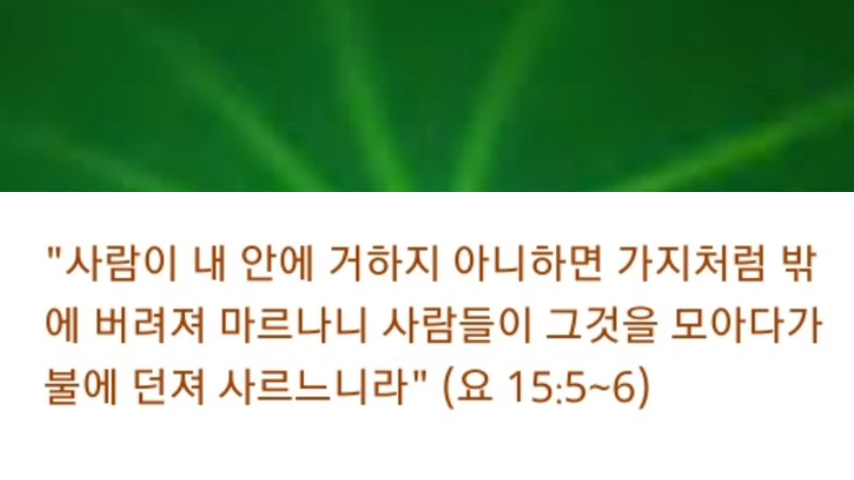 "사람이 내 안에 거하지 아니하면 가지처럼 밖
에 버려져 마르나니 사람들이 그것을 모아다가
불에 던져 사르느니라" (요 15:5~6)